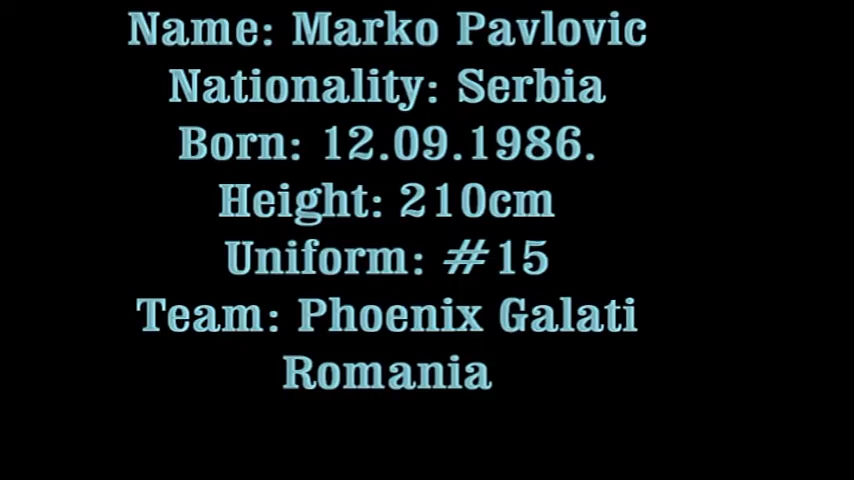 Name: Marko Pavlovic
Nationality: Serbia
Born: 12.09.1986.
Height: 210cm
Uniform: #15
Team: Phoenix Galati
Romania